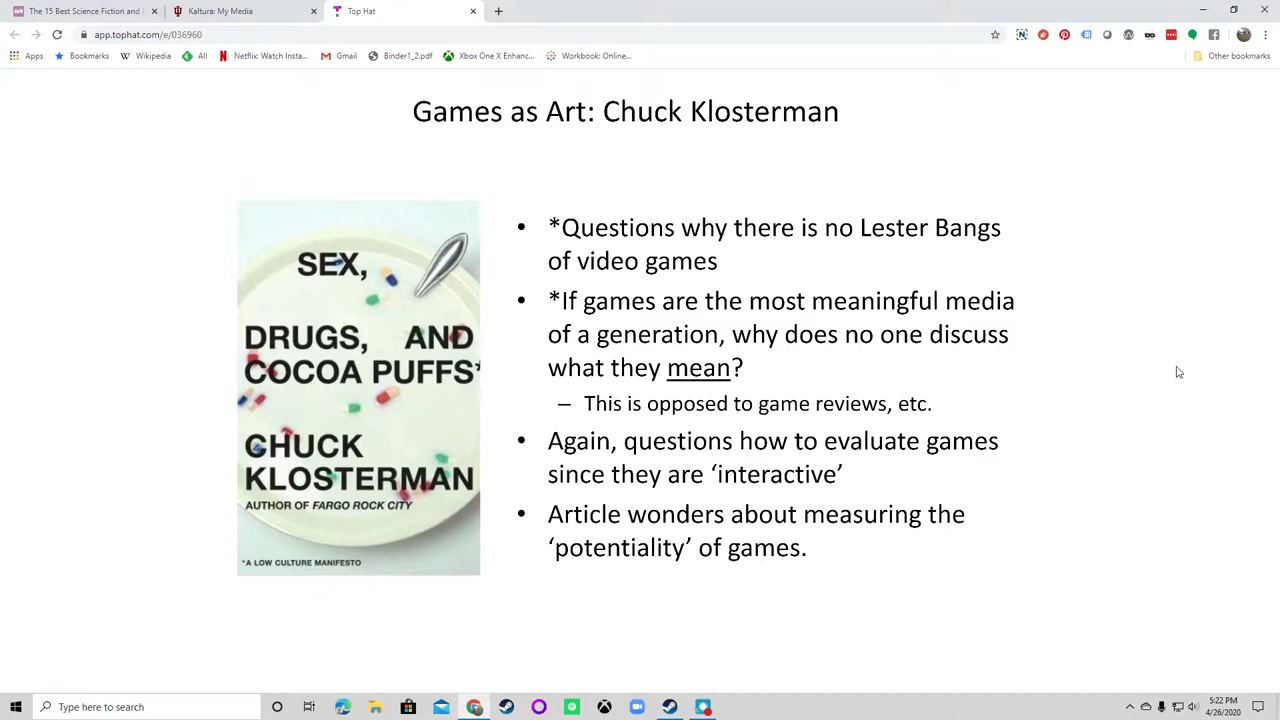 The 15 Best Science Fiction and
Kaltura: My Media
Top Hat
app.tophat.com/e/036960
Apps
Bookmarks
Wikipedia
All
Netflix: Watch Insta...
Gmail
Binder1_2.pdf
Xbox One X Enhanc...
Workbook: Onlin...
Other bookmarks
Games as Art: Chuck Klosterman
SEX,
DRUGS, AND
COCOA PUFFS*
CHUCK
KLOSTERMAN
AUTHOR OF FARGO ROCK CITY
*A LOW CULTURE MANIFESTO
• *Questions why there is no Lester Bangs
of video games
• *If games are the most meaningful media
of a generation, why does no one discuss
what they mean?
– This is opposed to game reviews, etc.
• Again, questions how to evaluate games
since they are ‘interactive’
• Article wonders about measuring the
‘potentiality’ of games.
Type here to search
5:22 PM
4/26/2020